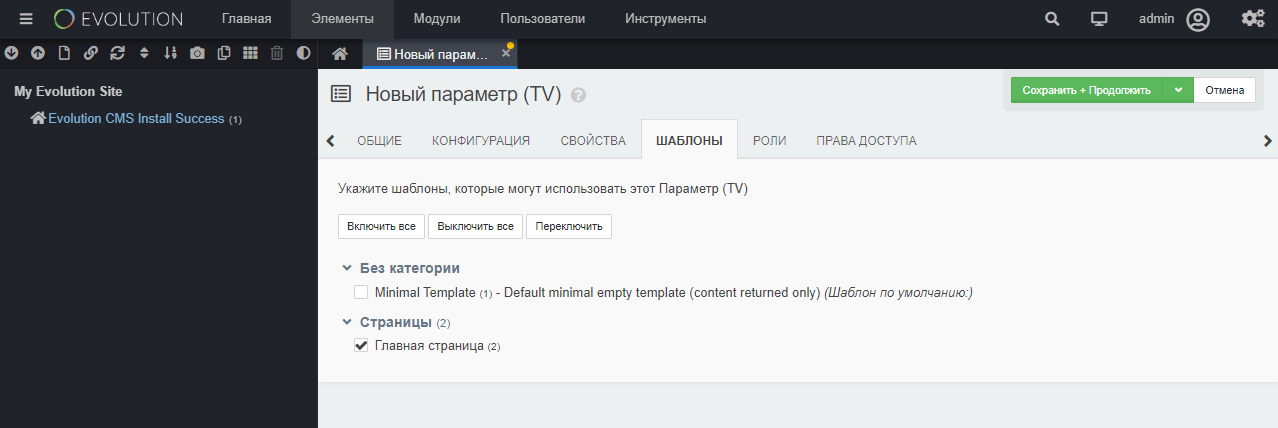 EVOLUTION Главная Элементы Модули Пользователи Инструменты admin
Новый парам...
My Evolution Site
Evolution CMS Install Success (1)
Новый параметр (TV)
Сохранить + Продолжить Отмена
ОБЩИЕ КОНФИГУРАЦИЯ СВОЙСТВА ШАБЛОНЫ РОЛИ ПРАВА ДОСТУПА
Укажите шаблоны, которые могут использовать этот Параметр (TV)
Включить все Выключить все Переключить
Без категории
Minimal Template (1) - Default minimal empty template (content returned only) (Шаблон по умолчанию:)
Страницы (2)
Главная страница (2)